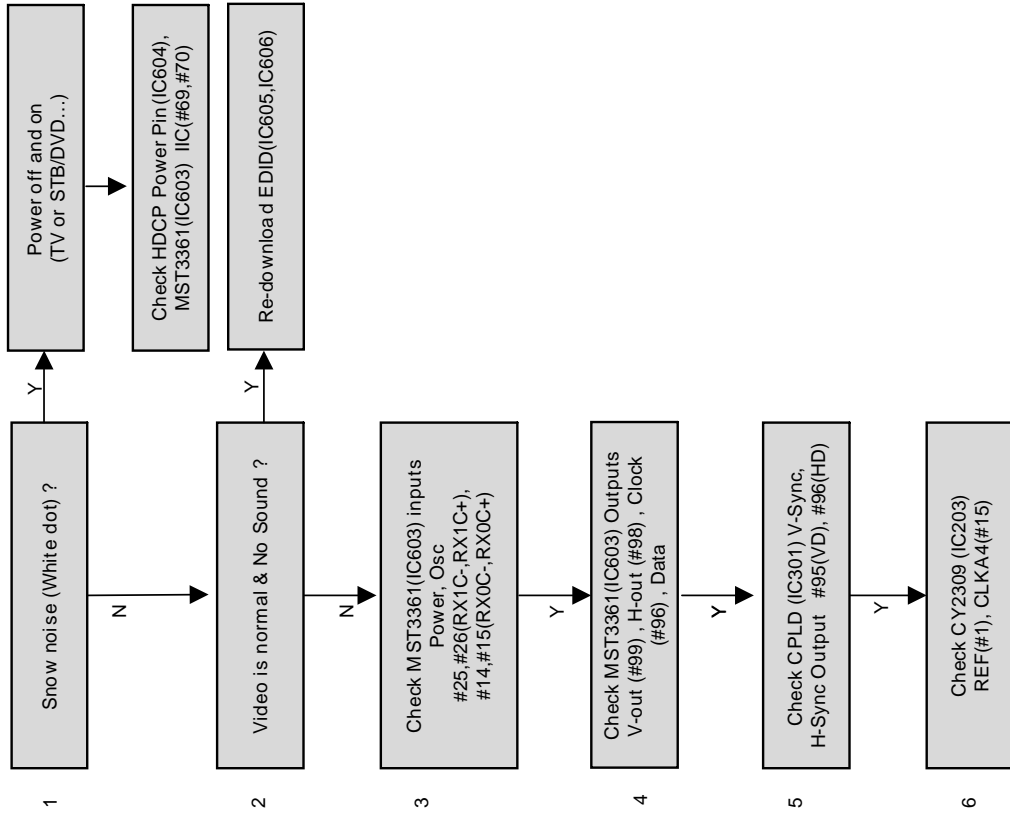 1
Snow noise (White dot) ?
Y
Power off and on
(TV or STB/DVD...)
Check HDCP Power Pin(IC604),
MST3361(IC603) IIC(#69,#70)
N
2
Video is normal & No Sound ?
Y
Re-download EDID(IC605,IC606)
N
3
Check MST3361(IC603) inputs
Power, Osc
#25,#26(RX1C-,RX1C+),
#14,#15(RX0C-,RX0C+)
Y
4
Check MST3361(IC603) Outputs
V-out (#99) , H-out (#98) , Clock
(#96) , Data
Y
5
Check CPLD (IC301) V-Sync,
H-Sync Output #95(VD), #96(HD)
Y
6
Check CY2309 (IC203)
REF(#1), CLKA4(#15)